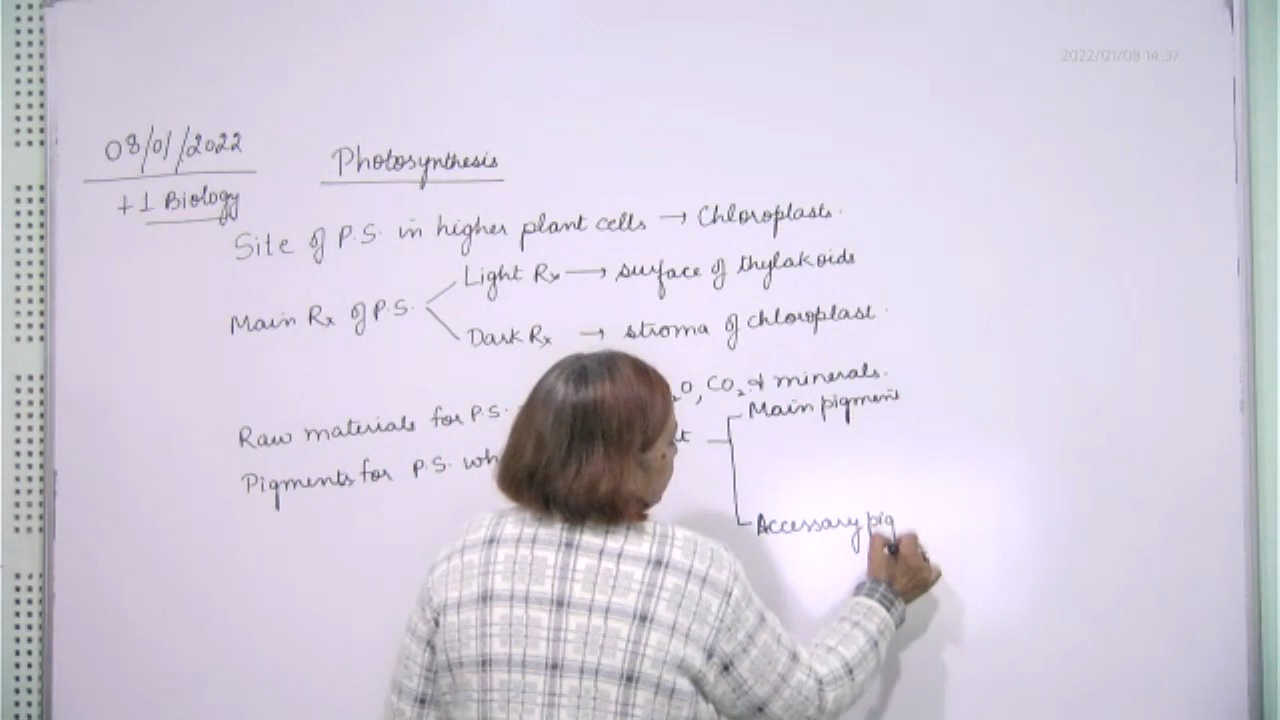 2022/01/08 14:37
08/01/2022
Photosynthesis
+1 Biology
Site of P.S. in higher plant cells → Chloroplasts.
Main Rx of P.S.
Light Rx → surface of thylakoids
Dark Rx → stroma of chloroplast.
Raw materials for P.S. O, CO₂ & minerals.
Pigments for P.S.
Main pigment
Accessary pig